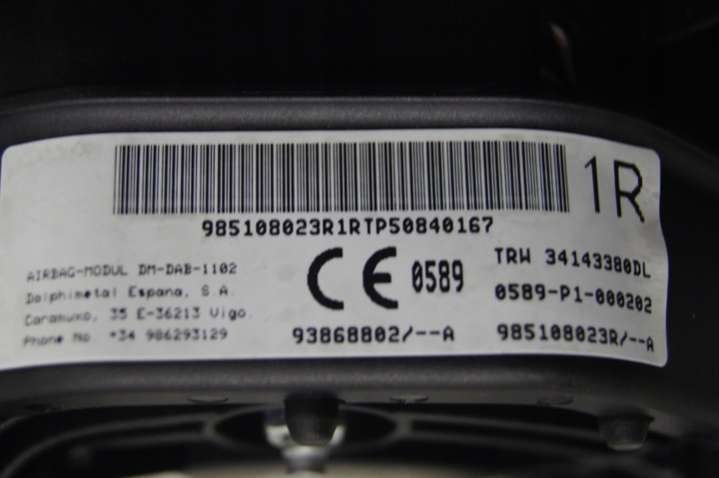 1R
985108023R1RTP50840167
AIRBAG-MODUL DM-DAB-1102
Dalphimetal Espana, S.A.
Caramuxo, 35 E-36213 Vigo.
Phone No. +34 986293129
CE 0589
93868802/--A
TRW 34143380DL
0589-P1-000202
985108023R/--A